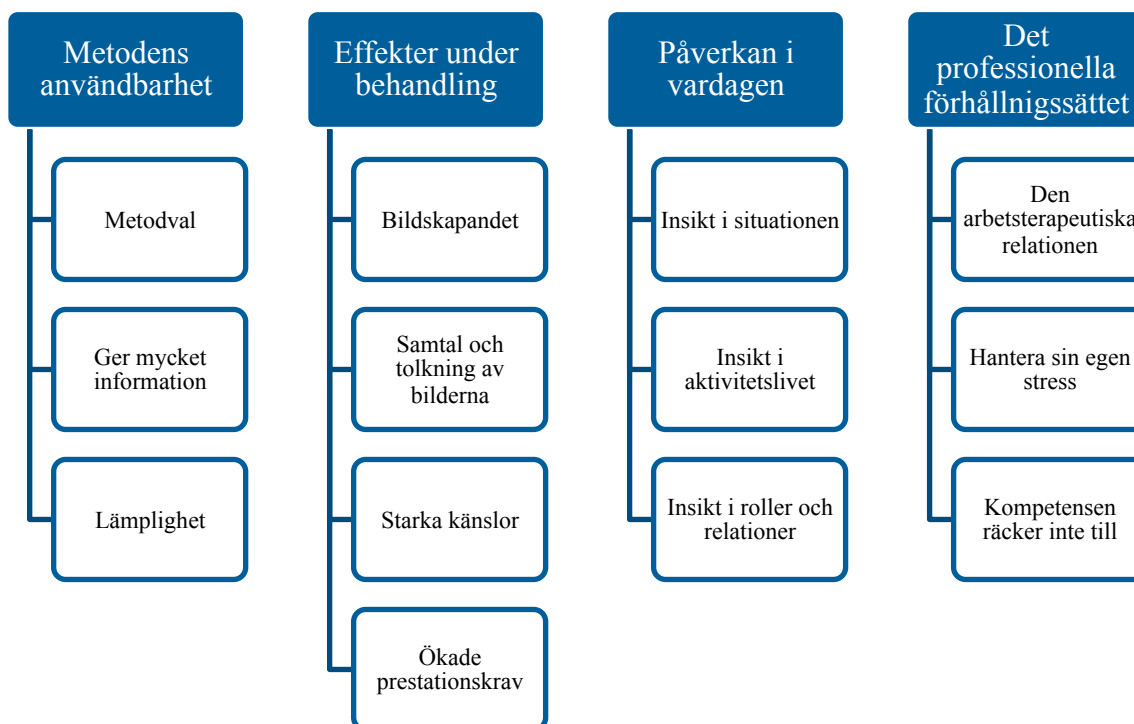 Metodens
användbarhet
Metodval
Ger mycket
information
Lämplighet
Effekter under
behandling
Bildskapandet
Samtal och
tolkning av
bilderna
Starka känslor
Ökade
prestationskrav
Påverkan i
vardagen
Insikt i situationen
Insikt i
aktivitetslivet
Insikt i roller och
relationer
Det
professionella
förhållnigssättet
Den
arbetsterapeutiska
relationen
Hantera sin egen
stress
Kompetensen
räcker inte till